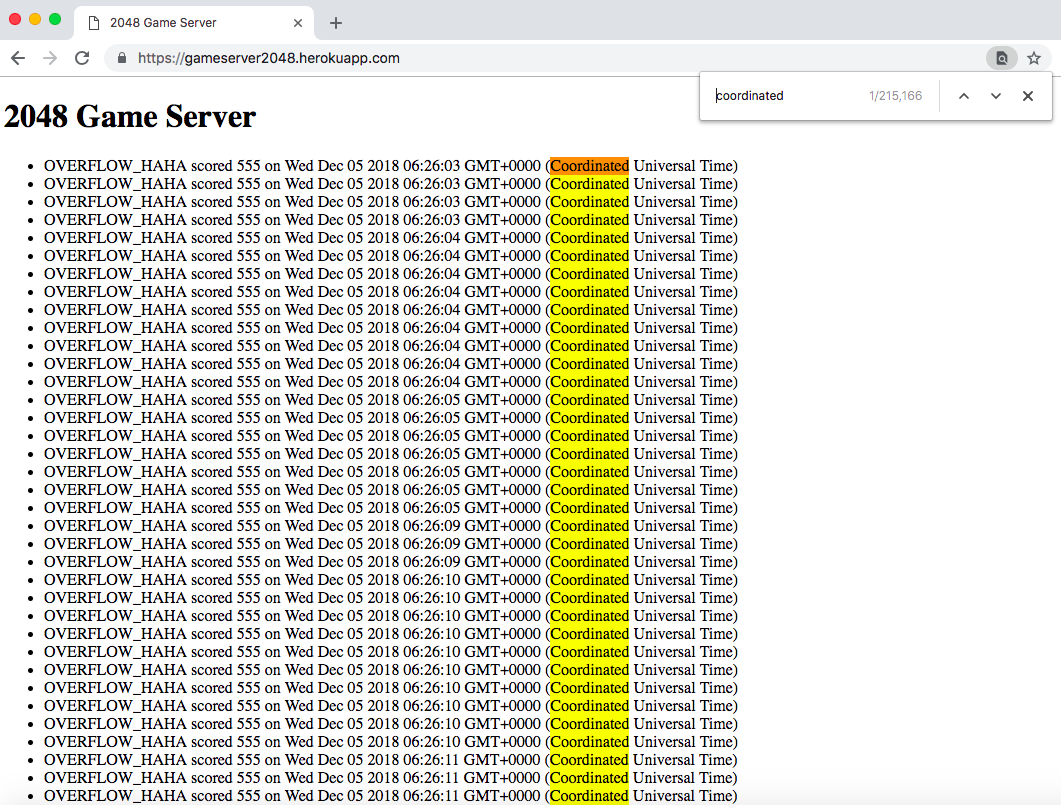 2048 Game Server
https://gameserver2048.herokuapp.com
coordinated 1/215,166
2048 Game Server
OVERFLOW_HAHA scored 555 on Wed Dec 05 2018 06:26:03 GMT+0000 (Coordinated Universal Time)
OVERFLOW_HAHA scored 555 on Wed Dec 05 2018 06:26:03 GMT+0000 (Coordinated Universal Time)
OVERFLOW_HAHA scored 555 on Wed Dec 05 2018 06:26:03 GMT+0000 (Coordinated Universal Time)
OVERFLOW_HAHA scored 555 on Wed Dec 05 2018 06:26:03 GMT+0000 (Coordinated Universal Time)
OVERFLOW_HAHA scored 555 on Wed Dec 05 2018 06:26:04 GMT+0000 (Coordinated Universal Time)
OVERFLOW_HAHA scored 555 on Wed Dec 05 2018 06:26:04 GMT+0000 (Coordinated Universal Time)
OVERFLOW_HAHA scored 555 on Wed Dec 05 2018 06:26:04 GMT+0000 (Coordinated Universal Time)
OVERFLOW_HAHA scored 555 on Wed Dec 05 2018 06:26:04 GMT+0000 (Coordinated Universal Time)
OVERFLOW_HAHA scored 555 on Wed Dec 05 2018 06:26:04 GMT+0000 (Coordinated Universal Time)
OVERFLOW_HAHA scored 555 on Wed Dec 05 2018 06:26:04 GMT+0000 (Coordinated Universal Time)
OVERFLOW_HAHA scored 555 on Wed Dec 05 2018 06:26:04 GMT+0000 (Coordinated Universal Time)
OVERFLOW_HAHA scored 555 on Wed Dec 05 2018 06:26:04 GMT+0000 (Coordinated Universal Time)
OVERFLOW_HAHA scored 555 on Wed Dec 05 2018 06:26:04 GMT+0000 (Coordinated Universal Time)
OVERFLOW_HAHA scored 555 on Wed Dec 05 2018 06:26:05 GMT+0000 (Coordinated Universal Time)
OVERFLOW_HAHA scored 555 on Wed Dec 05 2018 06:26:05 GMT+0000 (Coordinated Universal Time)
OVERFLOW_HAHA scored 555 on Wed Dec 05 2018 06:26:05 GMT+0000 (Coordinated Universal Time)
OVERFLOW_HAHA scored 555 on Wed Dec 05 2018 06:26:05 GMT+0000 (Coordinated Universal Time)
OVERFLOW_HAHA scored 555 on Wed Dec 05 2018 06:26:05 GMT+0000 (Coordinated Universal Time)
OVERFLOW_HAHA scored 555 on Wed Dec 05 2018 06:26:05 GMT+0000 (Coordinated Universal Time)
OVERFLOW_HAHA scored 555 on Wed Dec 05 2018 06:26:05 GMT+0000 (Coordinated Universal Time)
OVERFLOW_HAHA scored 555 on Wed Dec 05 2018 06:26:09 GMT+0000 (Coordinated Universal Time)
OVERFLOW_HAHA scored 555 on Wed Dec 05 2018 06:26:09 GMT+0000 (Coordinated Universal Time)
OVERFLOW_HAHA scored 555 on Wed Dec 05 2018 06:26:09 GMT+0000 (Coordinated Universal Time)
OVERFLOW_HAHA scored 555 on Wed Dec 05 2018 06:26:10 GMT+0000 (Coordinated Universal Time)
OVERFLOW_HAHA scored 555 on Wed Dec 05 2018 06:26:10 GMT+0000 (Coordinated Universal Time)
OVERFLOW_HAHA scored 555 on Wed Dec 05 2018 06:26:10 GMT+0000 (Coordinated Universal Time)
OVERFLOW_HAHA scored 555 on Wed Dec 05 2018 06:26:10 GMT+0000 (Coordinated Universal Time)
OVERFLOW_HAHA scored 555 on Wed Dec 05 2018 06:26:10 GMT+0000 (Coordinated Universal Time)
OVERFLOW_HAHA scored 555 on Wed Dec 05 2018 06:26:10 GMT+0000 (Coordinated Universal Time)
OVERFLOW_HAHA scored 555 on Wed Dec 05 2018 06:26:10 GMT+0000 (Coordinated Universal Time)
OVERFLOW_HAHA scored 555 on Wed Dec 05 2018 06:26:10 GMT+0000 (Coordinated Universal Time)
OVERFLOW_HAHA scored 555 on Wed Dec 05 2018 06:26:10 GMT+0000 (Coordinated Universal Time)
OVERFLOW_HAHA scored 555 on Wed Dec 05 2018 06:26:10 GMT+0000 (Coordinated Universal Time)
OVERFLOW_HAHA scored 555 on Wed Dec 05 2018 06:26:11 GMT+0000 (Coordinated Universal Time)
OVERFLOW_HAHA scored 555 on Wed Dec 05 2018 06:26:11 GMT+0000 (Coordinated Universal Time)
OVERFLOW_HAHA scored 555 on Wed Dec 05 2018 06:26:11 GMT+0000 (Coordinated Universal Time)